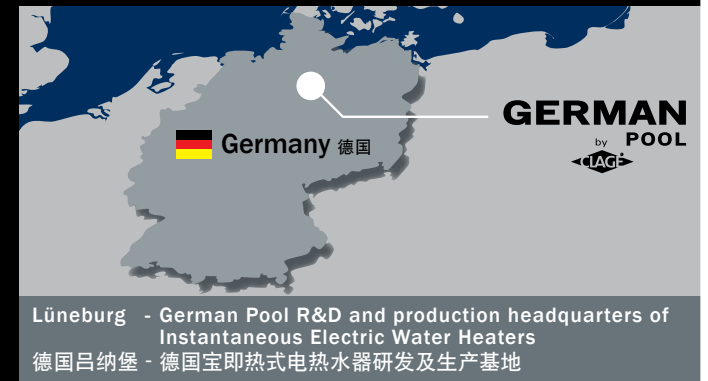 Germany 德国
GERMAN
by POOL
CLAGE
Lüneburg - German Pool R&D and production headquarters of
Instantaneous Electric Water Heaters
德国吕纳堡 - 德国宝即热式电热水器研发及生产基地